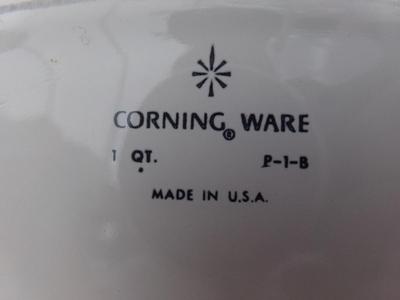 CORNING® WARE
1 QT. P-1-B
MADE IN U.S.A.